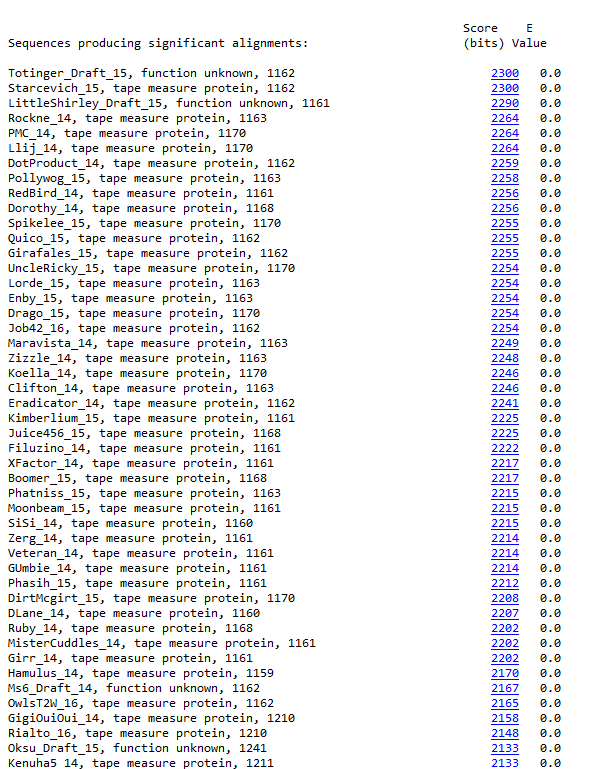 Score E
Sequences producing significant alignments: (bits) Value
Totinger_Draft_15, function unknown, 1162 2300 0.0
Starcevich_15, tape measure protein, 1162 2300 0.0
LittleShirley_Draft_15, function unknown, 1161 2290 0.0
Rockne_14, tape measure protein, 1163 2264 0.0
PMC_14, tape measure protein, 1170 2264 0.0
Llij_14, tape measure protein, 1170 2264 0.0
DotProduct_14, tape measure protein, 1162 2259 0.0
Pollywog_15, tape measure protein, 1163 2258 0.0
RedBird_14, tape measure protein, 1161 2256 0.0
Dorothy_14, tape measure protein, 1168 2256 0.0
Spikelee_15, tape measure protein, 1170 2255 0.0
Quico_15, tape measure protein, 1162 2255 0.0
Girafales_15, tape measure protein, 1162 2255 0.0
UncleRicky_15, tape measure protein, 1170 2254 0.0
Lorde_15, tape measure protein, 1163 2254 0.0
Enby_15, tape measure protein, 1163 2254 0.0
Drago_15, tape measure protein, 1170 2254 0.0
Job42_16, tape measure protein, 1162 2254 0.0
Maravista_14, tape measure protein, 1163 2249 0.0
Zizzle_14, tape measure protein, 1163 2248 0.0
Koella_14, tape measure protein, 1170 2246 0.0
Clifton_14, tape measure protein, 1163 2246 0.0
Eradicator_14, tape measure protein, 1162 2241 0.0
Kimberlium_15, tape measure protein, 1161 2225 0.0
Juice456_15, tape measure protein, 1168 2225 0.0
Filuzino_14, tape measure protein, 1161 2222 0.0
XFactor_14, tape measure protein, 1161 2217 0.0
Boomer_15, tape measure protein, 1168 2217 0.0
Phatniss_15, tape measure protein, 1163 2215 0.0
Moonbeam_15, tape measure protein, 1161 2215 0.0
SiSi_14, tape measure protein, 1160 2215 0.0
Zerg_14, tape measure protein, 1161 2214 0.0
Veteran_14, tape measure protein, 1161 2214 0.0
GUmbie_14, tape measure protein, 1161 2214 0.0
Phasih_15, tape measure protein, 1161 2212 0.0
DirtMcgirt_15, tape measure protein, 1170 2208 0.0
DLane_14, tape measure protein, 1160 2207 0.0
Ruby_14, tape measure protein, 1168 2202 0.0
MisterCuddles_14, tape measure protein, 1161 2202 0.0
Girr_14, tape measure protein, 1161 2202 0.0
Hamulus_14, tape measure protein, 1159 2170 0.0
Ms6_Draft_14, function unknown, 1162 2167 0.0
OwlsT2W_16, tape measure protein, 1162 2165 0.0
GigiOuiOui_14, tape measure protein, 1210 2158 0.0
Rialto_16, tape measure protein, 1210 2148 0.0
Oksu_Draft_15, function unknown, 1241 2133 0.0
Kenuha5_14, tape measure protein, 1211 2133 0.0